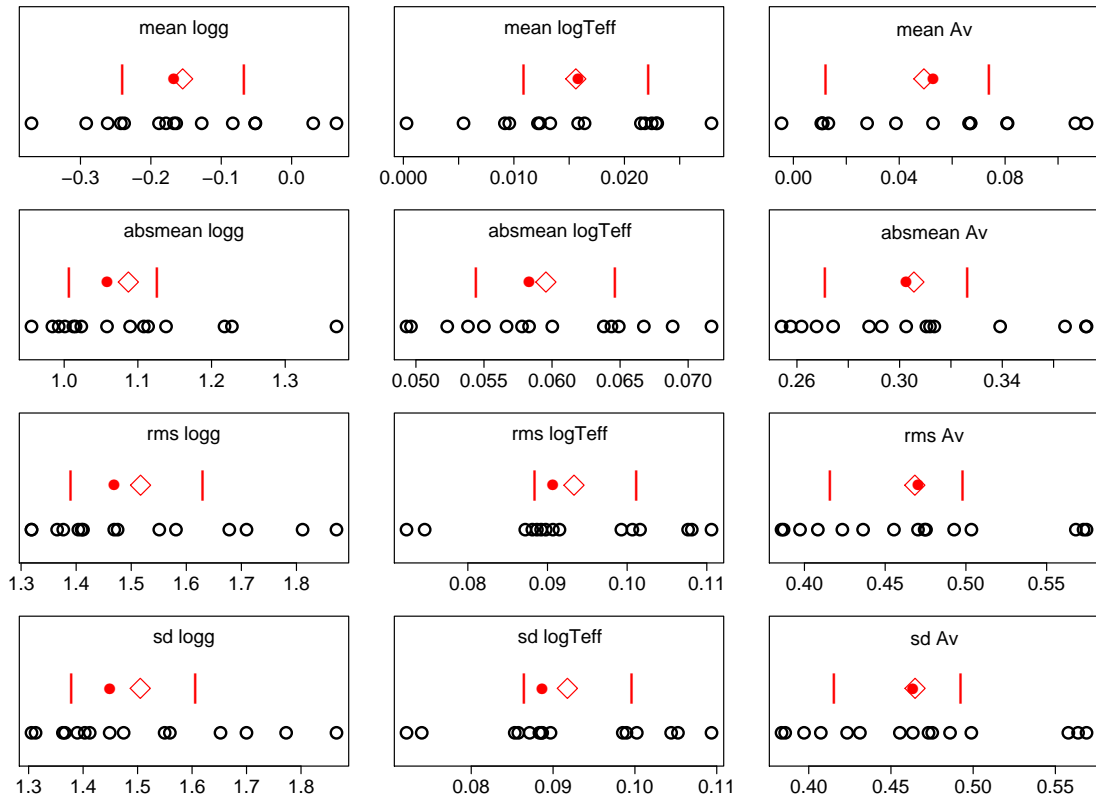 mean logg
mean logTeff
mean Av
−0.3 −0.2 −0.1 0.0
0.000 0.010 0.020
0.00 0.04 0.08
absmean logg
absmean logTeff
absmean Av
1.0 1.1 1.2 1.3
0.050 0.055 0.060 0.065 0.070
0.26 0.30 0.34
rms logg
rms logTeff
rms Av
1.3 1.4 1.5 1.6 1.7 1.8
0.08 0.09 0.10 0.11
0.40 0.45 0.50 0.55
sd logg
sd logTeff
sd Av
1.3 1.4 1.5 1.6 1.7 1.8
0.08 0.09 0.10 0.11
0.40 0.45 0.50 0.55